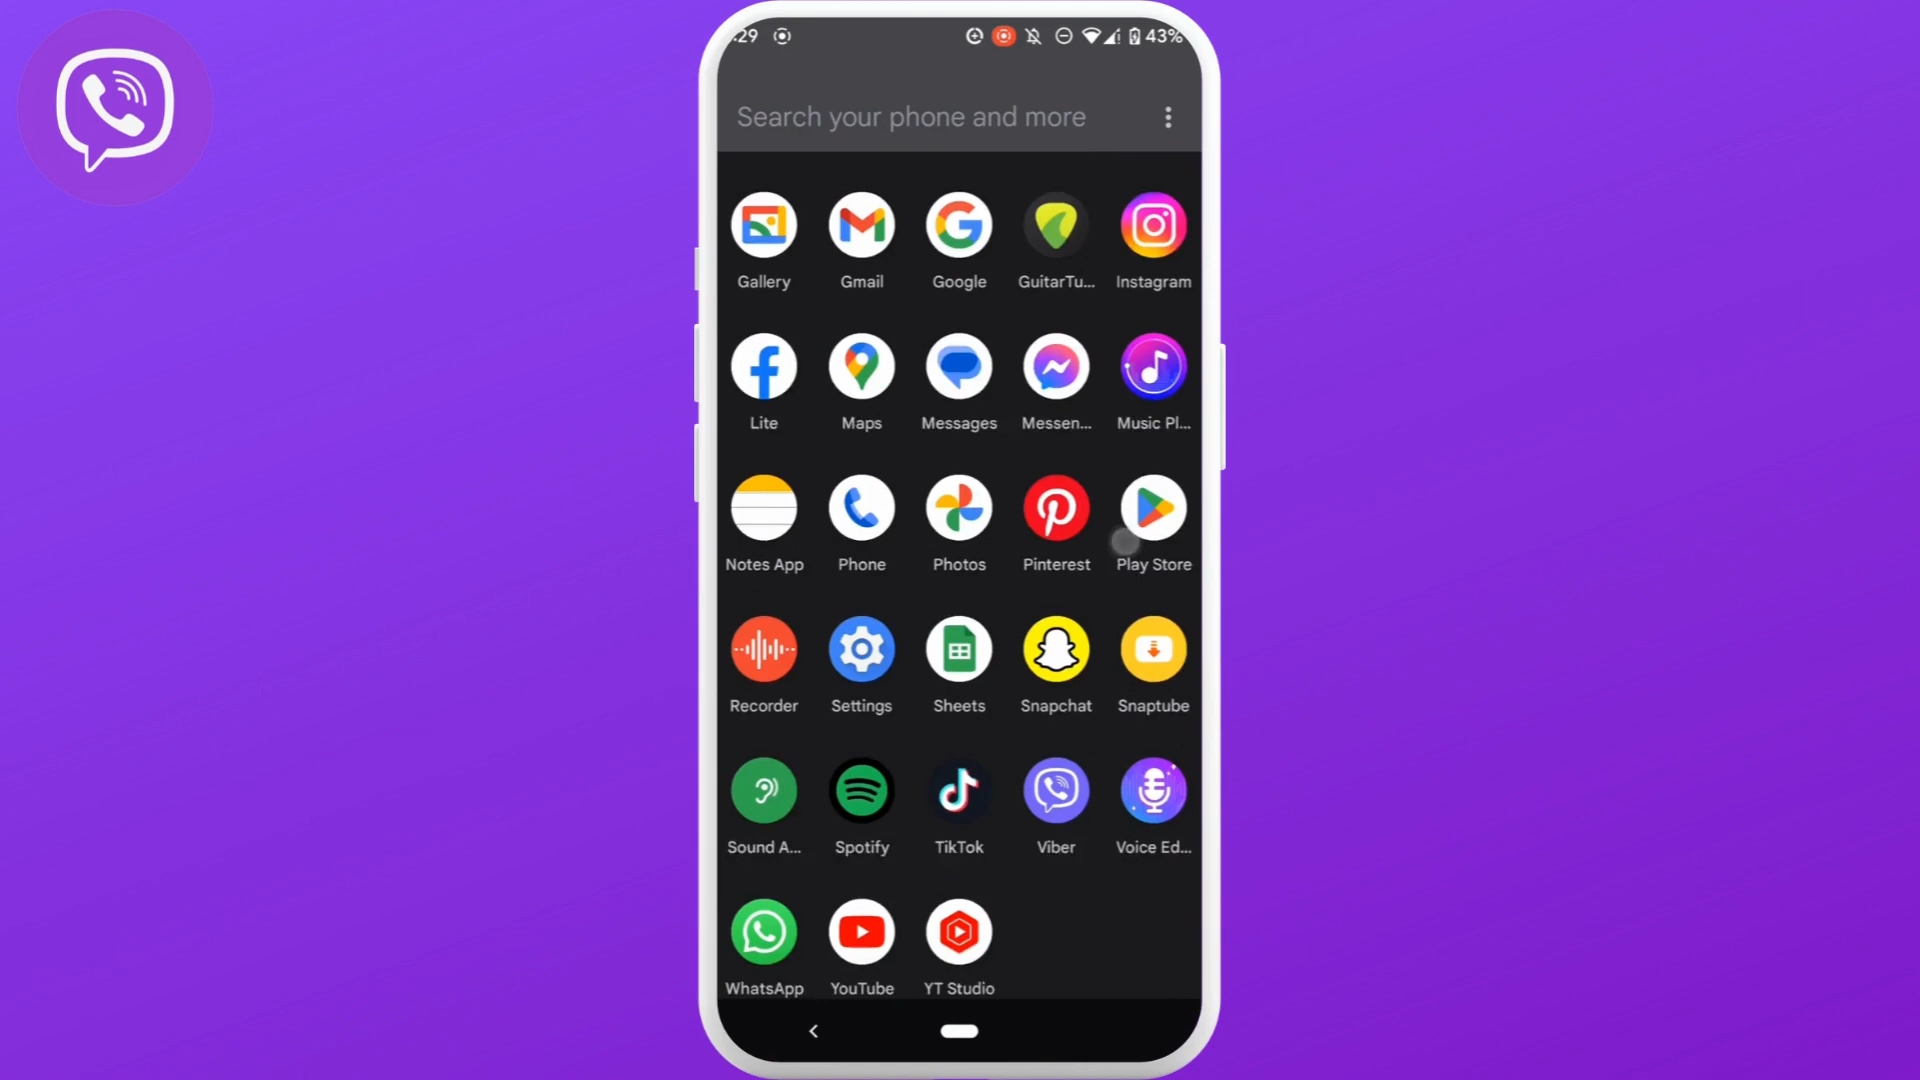 :29 43%
Search your phone and more
Gallery Gmail Google GuitarTu... Instagram
Lite Maps Messages Messen... Music Pl...
Notes App Phone Photos Pinterest Play Store
Recorder Settings Sheets Snapchat Snaptube
Sound A... Spotify TikTok Viber Voice Ed...
WhatsApp YouTube YT Studio